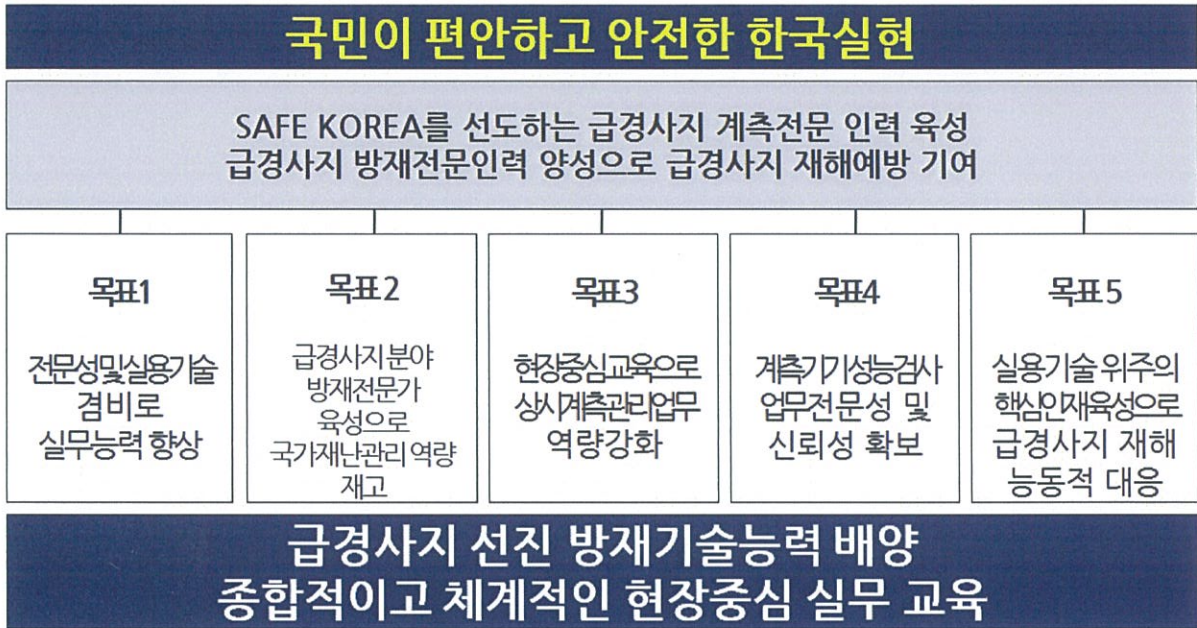 국민이 편안하고 안전한 한국실현
SAFE KOREA를 선도하는 급경사지 계측전문 인력 육성
급경사지 방재전문인력 양성으로 급경사지 재해예방 기여
목표1
전문성및실용기술
겸비로
실무능력 향상
목표2
급경사지 분야
방재전문가
육성으로
국가재난관리 역량
재고
목표3
현장중심교육으로
상시계측관리업무
역량강화
목표4
계측기기성능검사
업무전문성 및
신뢰성 확보
목표5
실용기술 위주의
핵심인재육성으로
급경사지 재해
능동적 대응
급경사지 선진 방재기술능력 배양
종합적이고 체계적인 현장중심 실무 교육